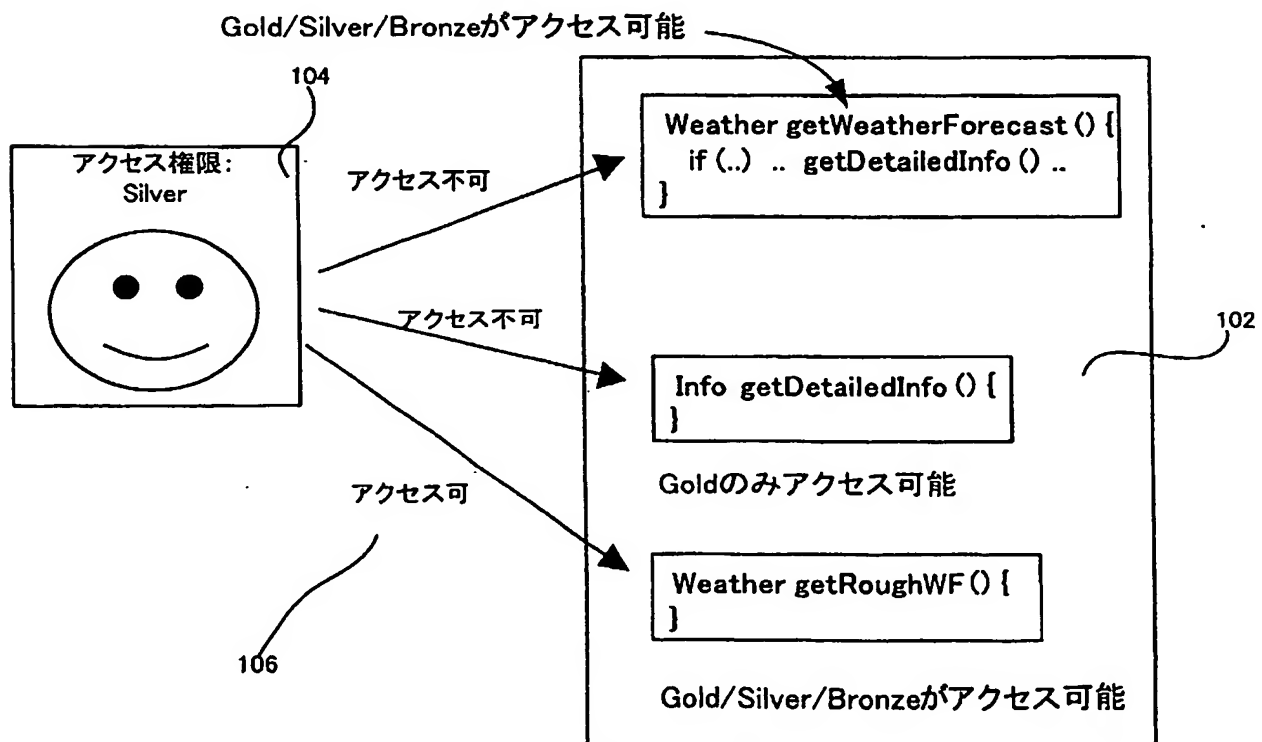 Gold/Silver/Bronzeがアクセス可能
104
アクセス権限:
Silver
アクセス不可
Weather getWeatherForecast () {
if (..) .. getDetailedInfo () ..
}
アクセス不可
102
Info getDetailedInfo () {
}
Goldのみアクセス可能
アクセス可
Weather getRoughWF () {
}
106
Gold/Silver/Bronzeがアクセス可能